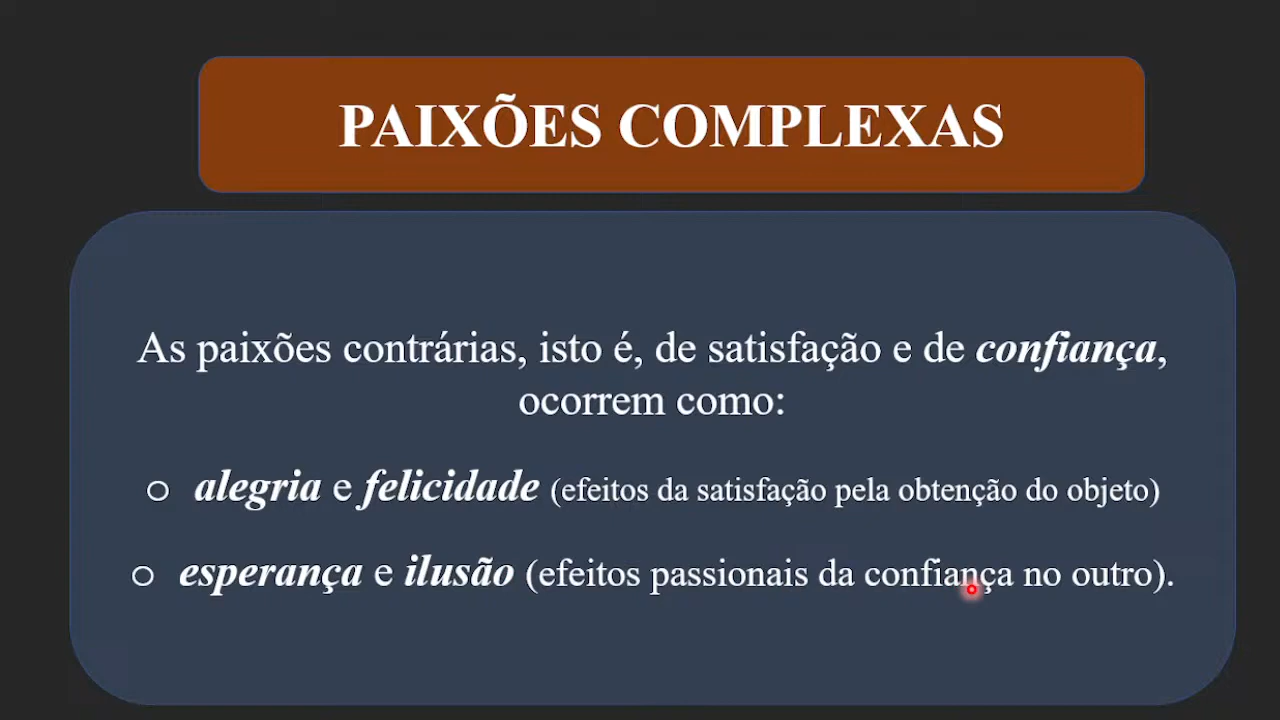 PAIXÕES COMPLEXAS
As paixões contrárias, isto é, de satisfação e de confiança,
ocorrem como:
o alegria e felicidade (efeitos da satisfação pela obtenção do objeto)
o esperança e ilusão (efeitos passionais da confiança no outro).